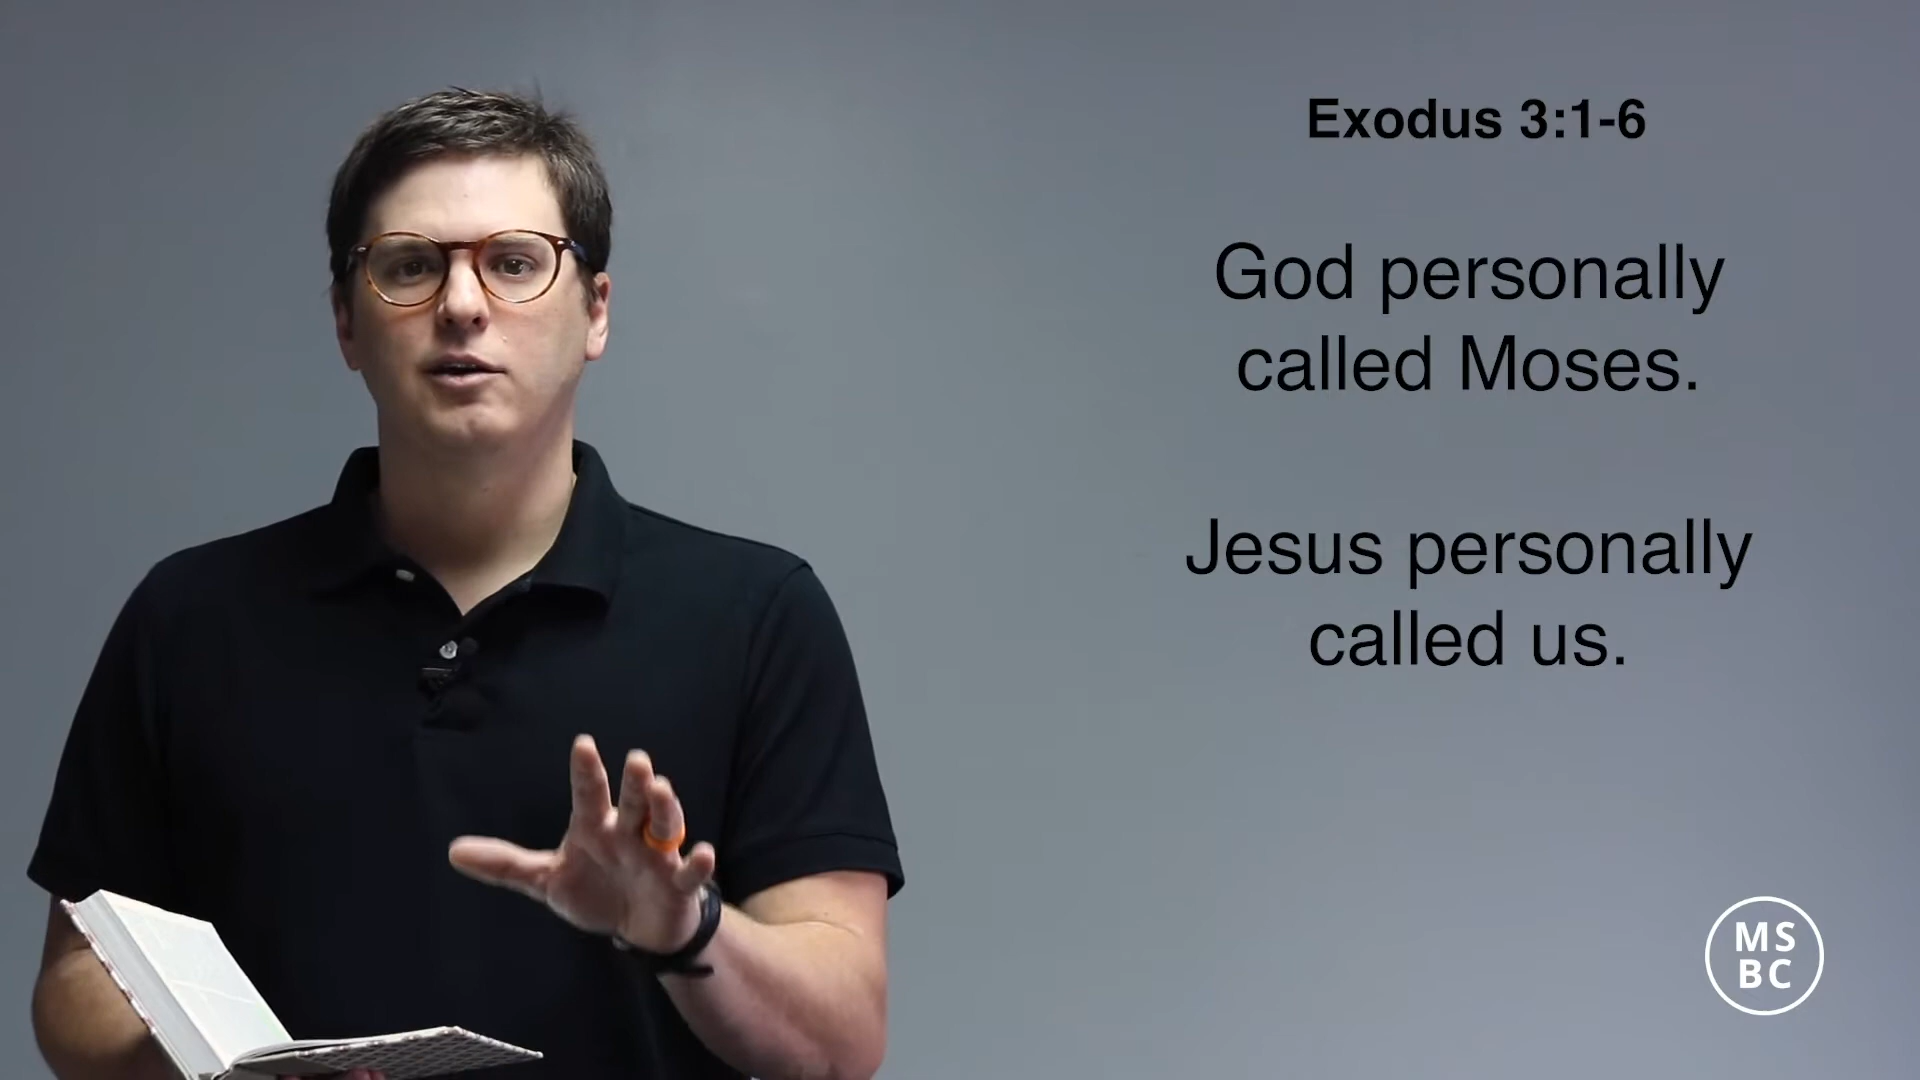 Exodus 3:1-6
God personally
called Moses.
Jesus personally
called us.
MS
BC